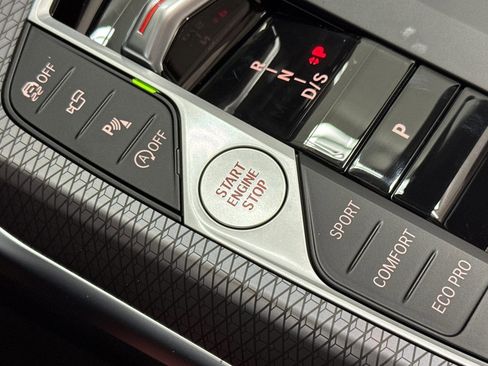 OFF
P
A OFF
R
N
D/S
P
P
START
ENGINE
STOP
SPORT
COMFORT
ECO PRO